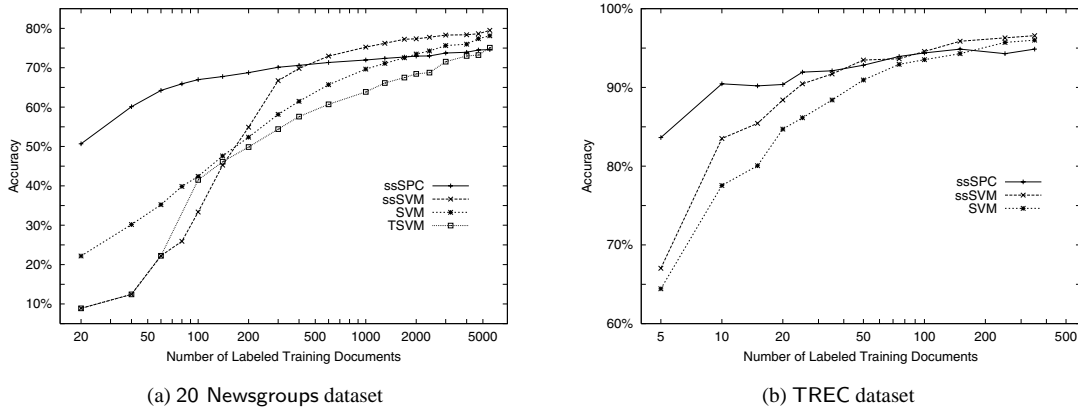 80%
70%
60%
50%
40%
30%
20%
10%
Accuracy
ssSPC
ssSVM
SVM
TSVM
20 50 100 200 500 1000 2000 5000
Number of Labeled Training Documents
(a) 20 Newsgroups dataset
100%
90%
80%
70%
60%
Accuracy
ssSPC
ssSVM
SVM
5 10 20 50 100 200 500
Number of Labeled Training Documents
(b) TREC dataset